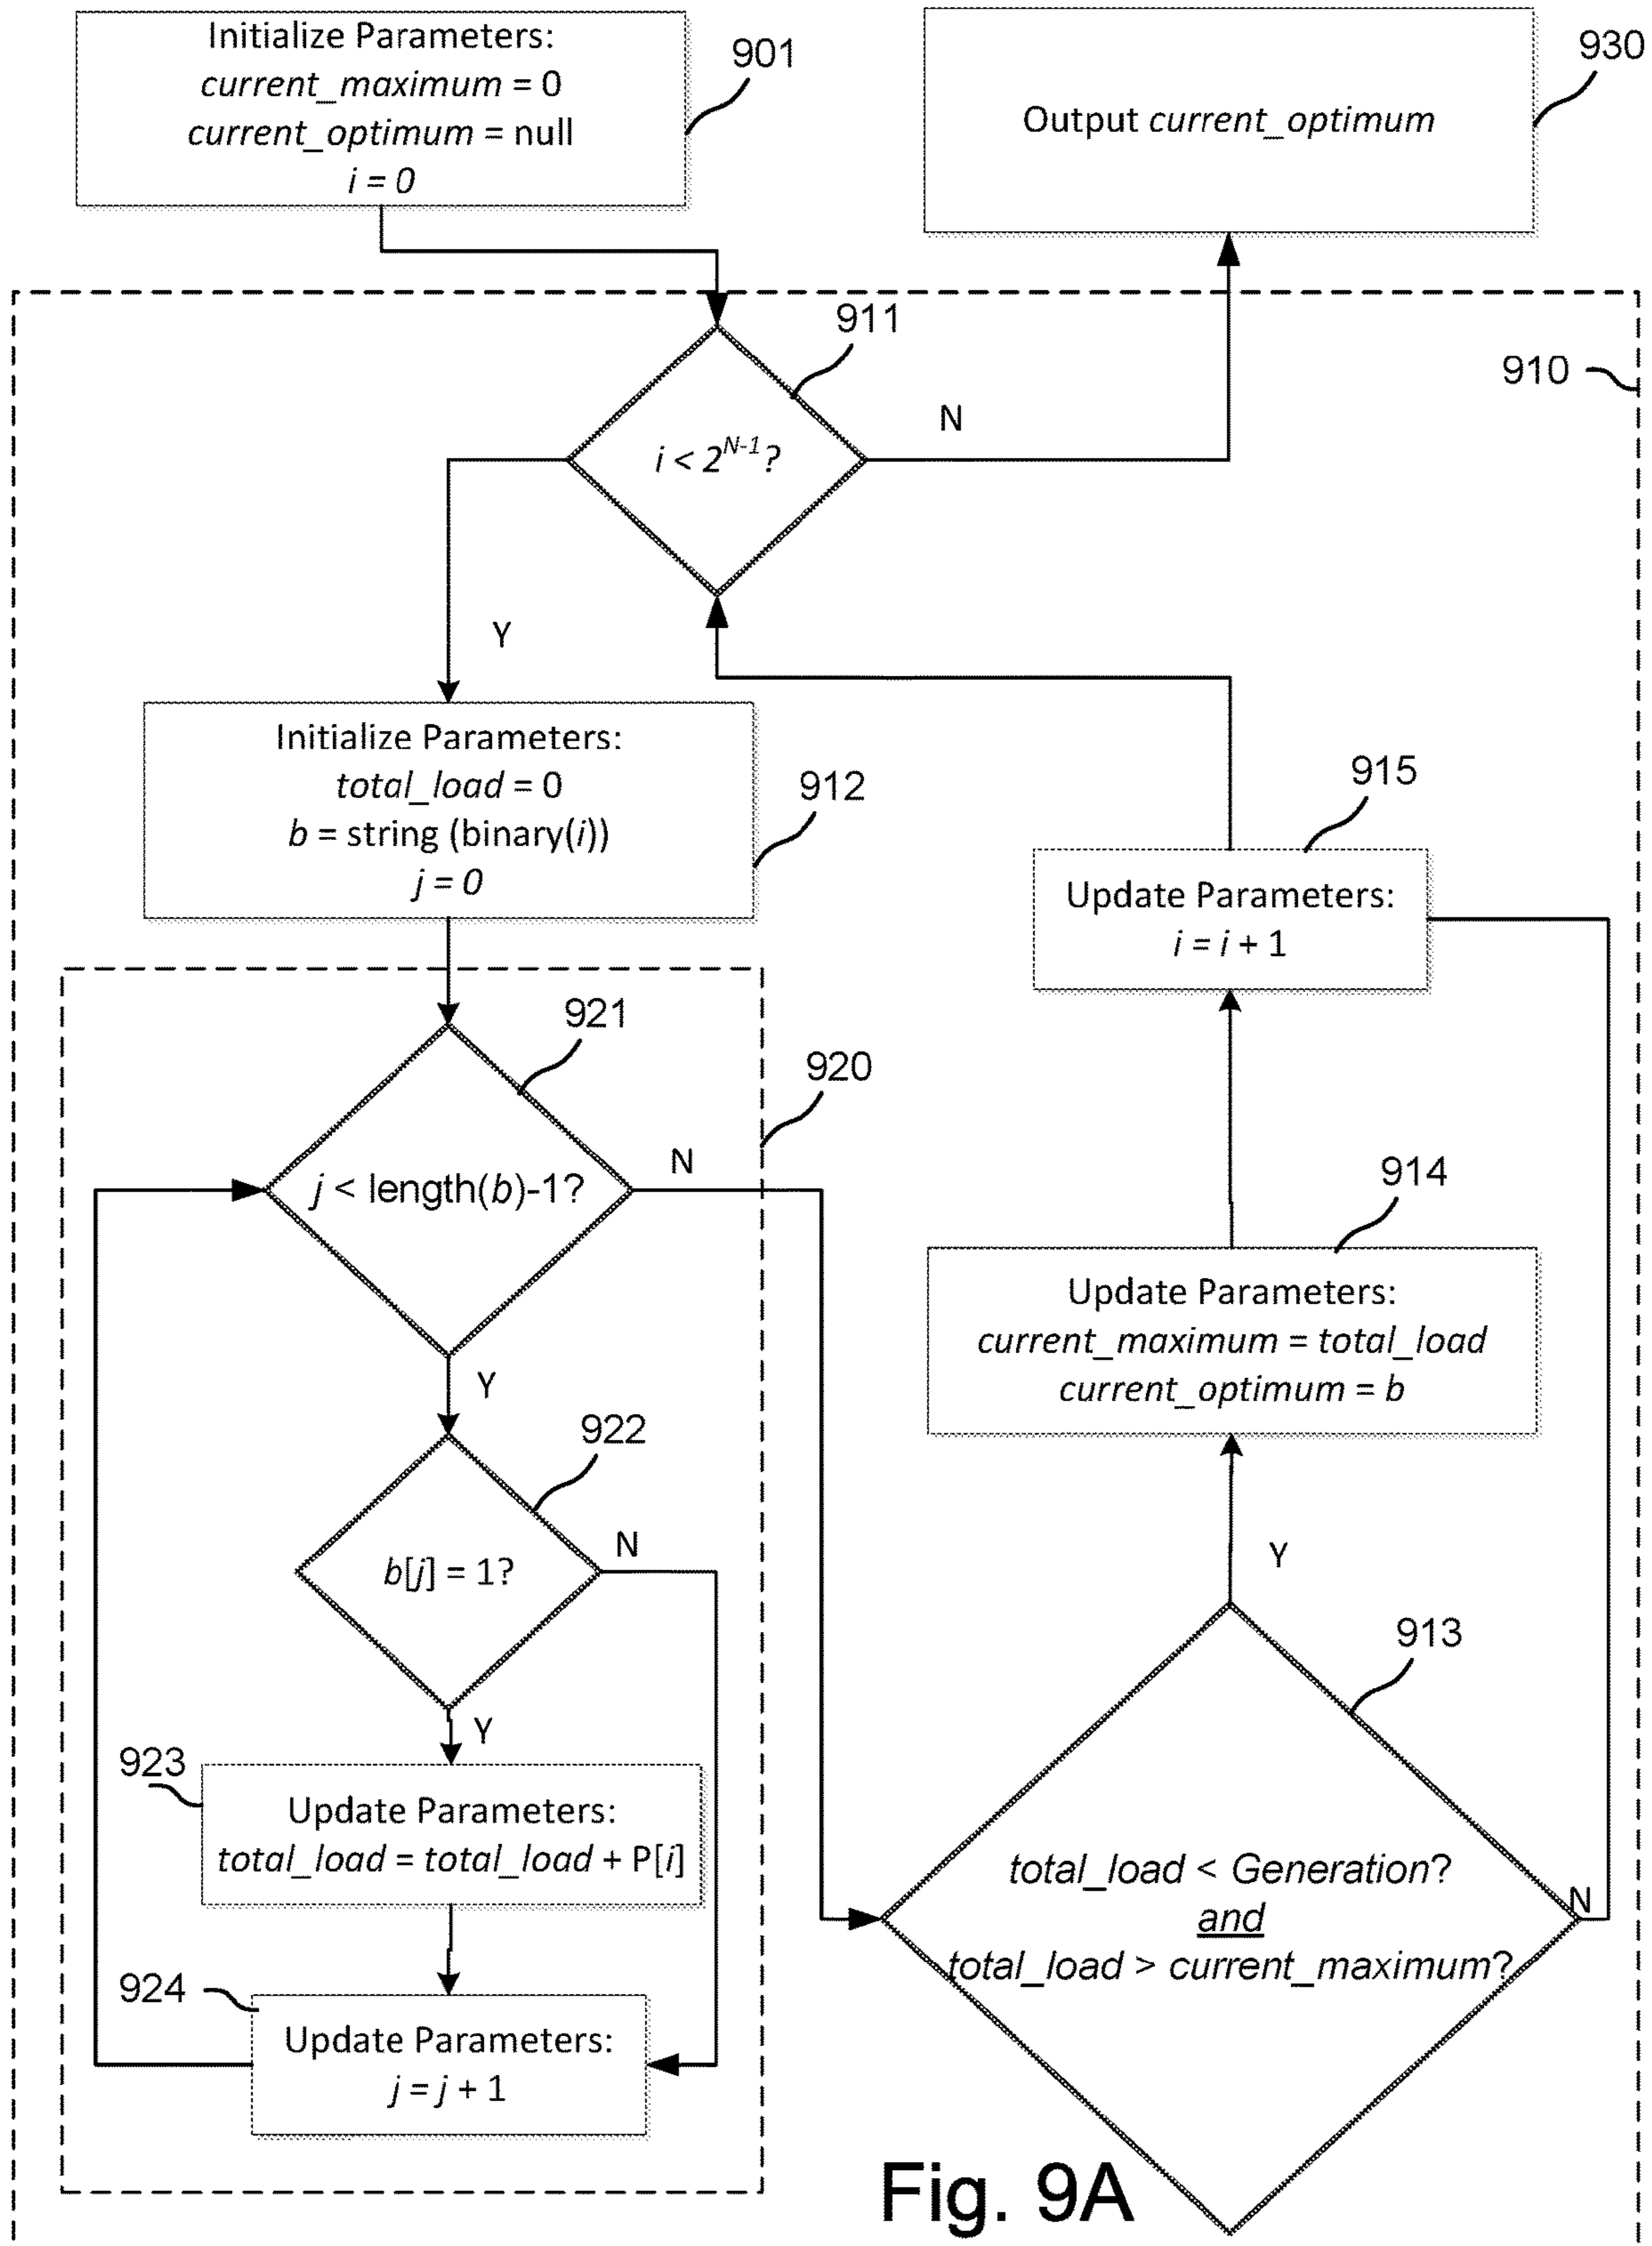 Initialize Parameters:
current_maximum = 0
current_optimum = null
i = 0
901
Output current_optimum
930
910
911
i < 2^{N-1}?
N
Y
Initialize Parameters:
total_load = 0
b = string (binary(i))
j = 0
912
915
Update Parameters:
i = i + 1
920
921
j < length(b)-1?
N
Y
922
b[j] = 1?
N
Y
923
Update Parameters:
total_load = total_load + P[i]
924
Update Parameters:
j = j + 1
914
Update Parameters:
current_maximum = total_load
current_optimum = b
Y
913
total_load < Generation?
and
total_load > current_maximum?
N
Fig. 9A